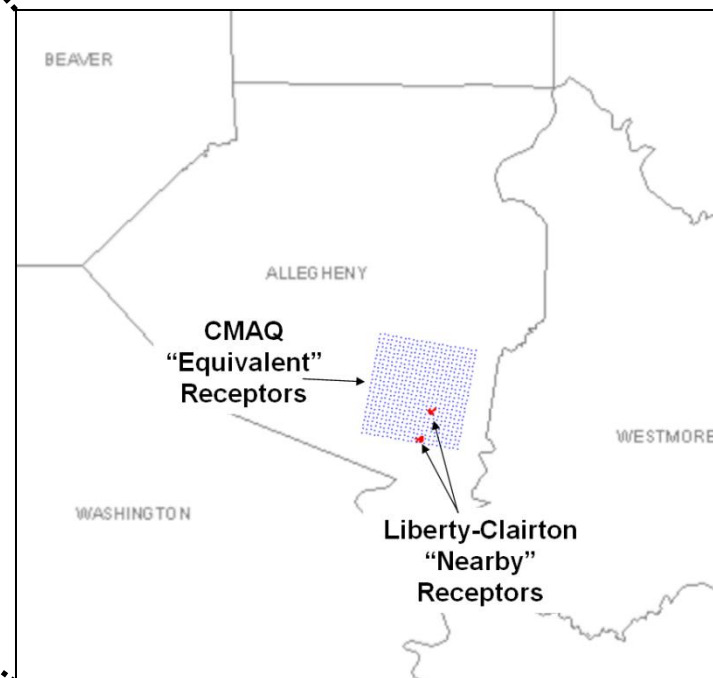 BEAVER
ALLEGHENY
CMAQ
“Equivalent”
Receptors
WESTMORE
WASHINGTON
Liberty-Clairton
“Nearby”
Receptors